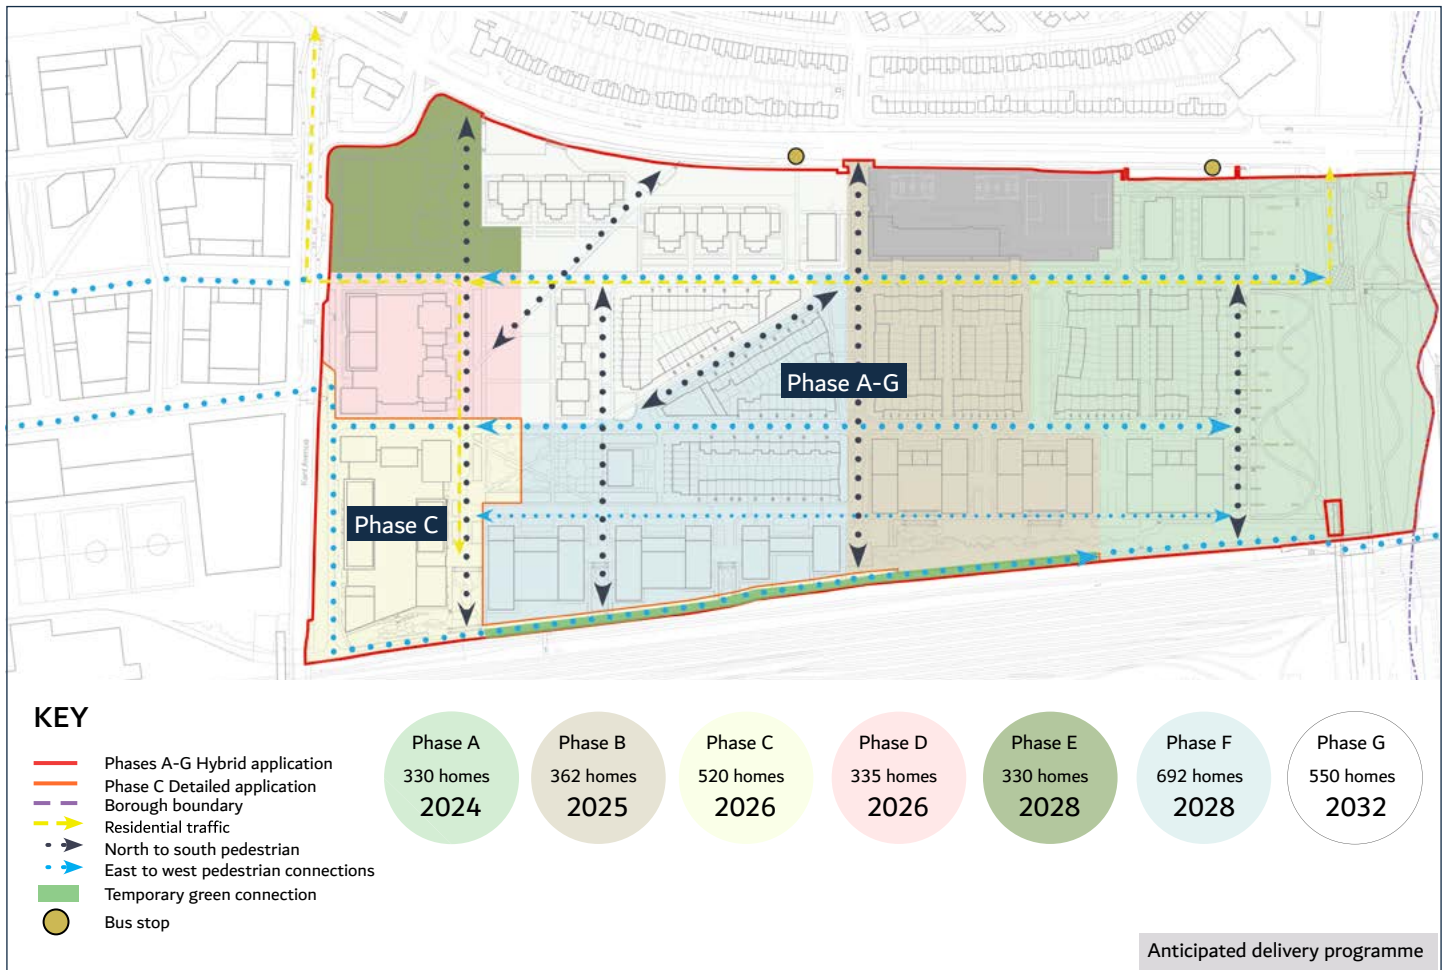 Phase A-G
Phase C
KEY
Phases A-G Hybrid application
Phase C Detailed application
Borough boundary
Residential traffic
North to south pedestrian
East to west pedestrian connections
Temporary green connection
Bus stop
Phase A
330 homes
2024
Phase B
362 homes
2025
Phase C
520 homes
2026
Phase D
335 homes
2026
Phase E
330 homes
2028
Phase F
692 homes
2028
Phase G
550 homes
2032
Anticipated delivery programme